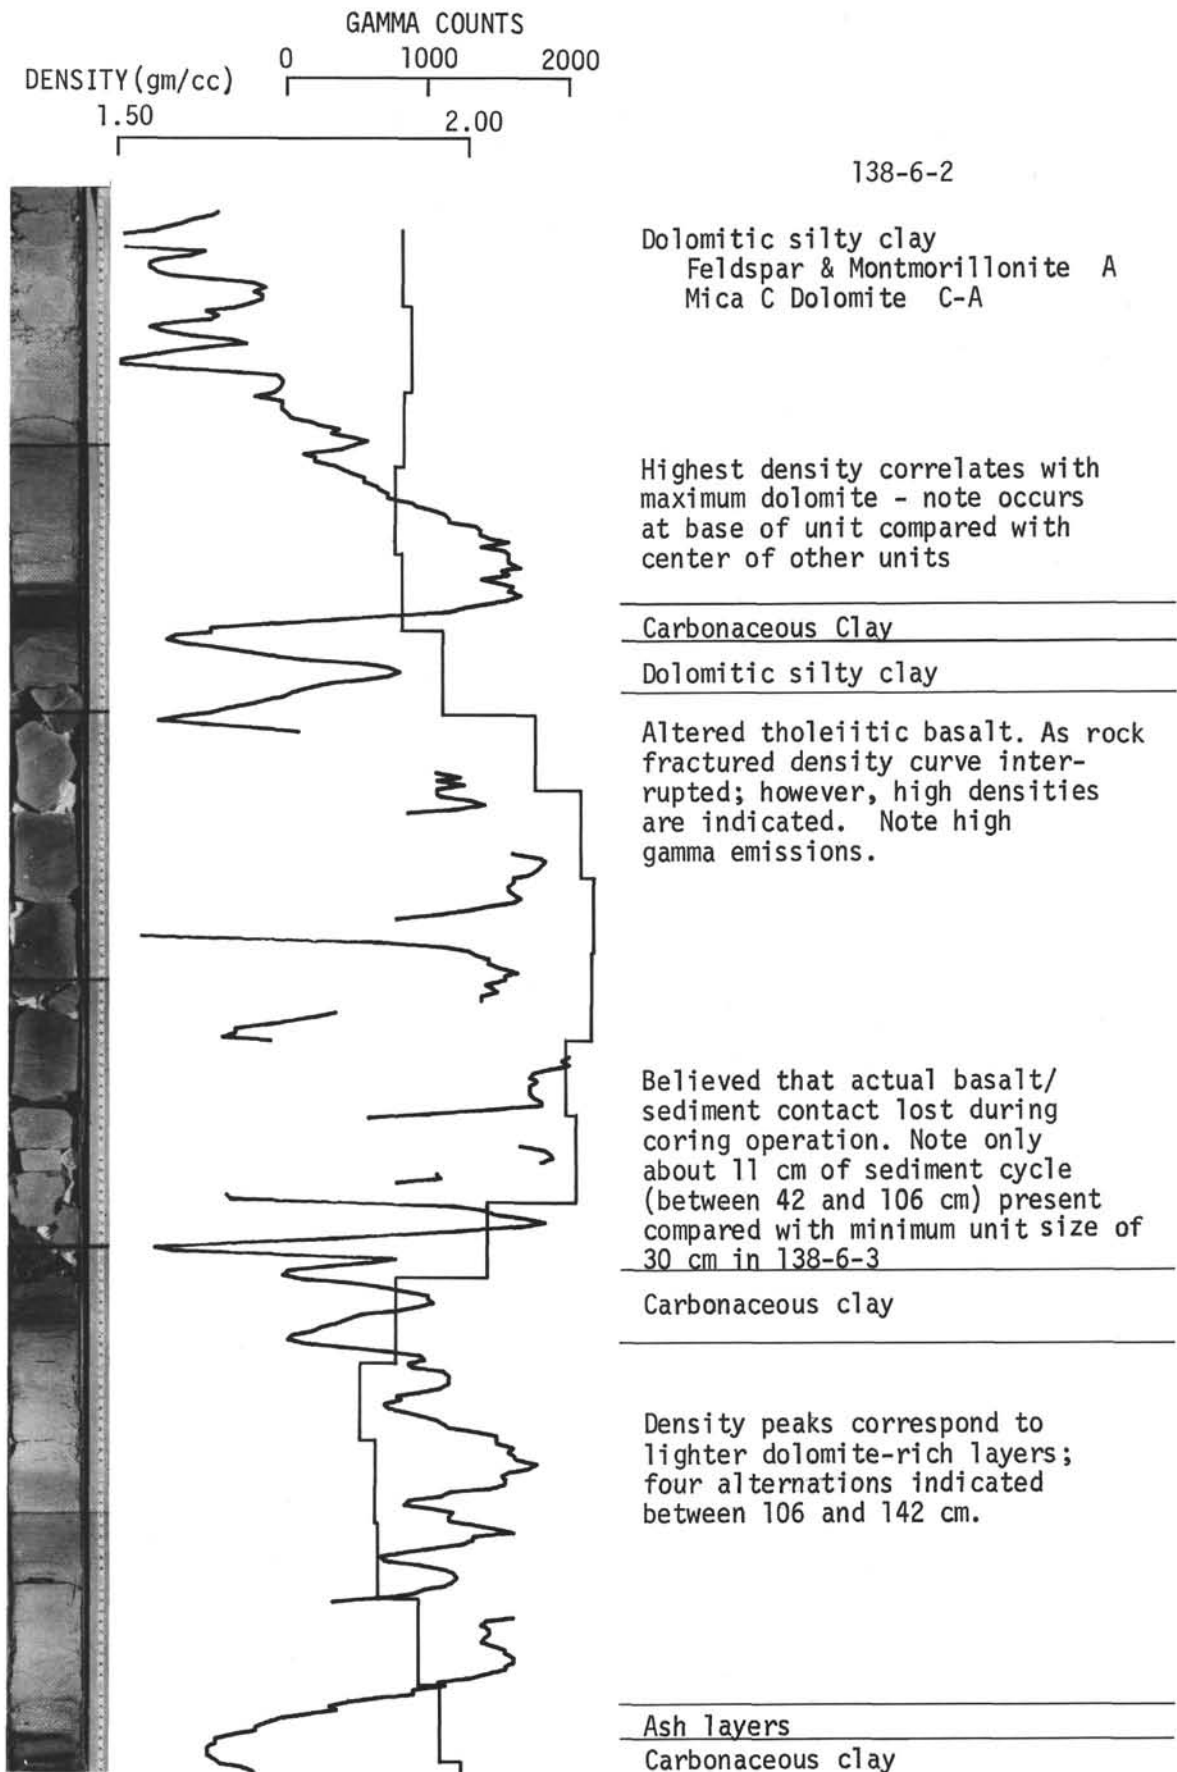 GAMMA COUNTS
0 1000 2000
DENSITY(gm/cc)
1.50 2.00
138-6-2
Dolomitic silty clay
Feldspar & Montmorillonite A
Mica C Dolomite C-A
Highest density correlates with
maximum dolomite - note occurs
at base of unit compared with
center of other units
Carbonaceous Clay
Dolomitic silty clay
Altered tholeiitic basalt. As rock
fractured density curve inter-
rupted; however, high densities
are indicated. Note high
gamma emissions.
Believed that actual basalt/
sediment contact lost during
coring operation. Note only
about 11 cm of sediment cycle
(between 42 and 106 cm) present
compared with minimum unit size of
30 cm in 138-6-3
Carbonaceous clay
Density peaks correspond to
lighter dolomite-rich layers;
four alternations indicated
between 106 and 142 cm.
Ash layers
Carbonaceous clay